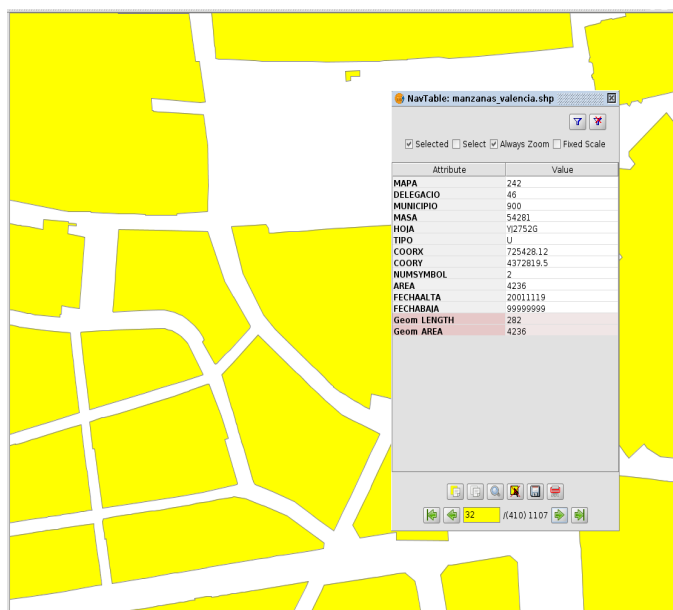 NavTable: manzanas_valencia.shp
Selected Select Always Zoom Fixed Scale
Attribute Value
MAPA 242
DELEGACIO 46
MUNICIPIO 900
MASA 54281
HOJA YJ2752G
TIPO U
COORX 725428.12
COORY 4372819.5
NUMSYMBOL 2
AREA 4236
FECHAALTA 20011119
FECHABAJA 99999999
Geom LENGTH 282
Geom AREA 4236
32 /(410) 1107